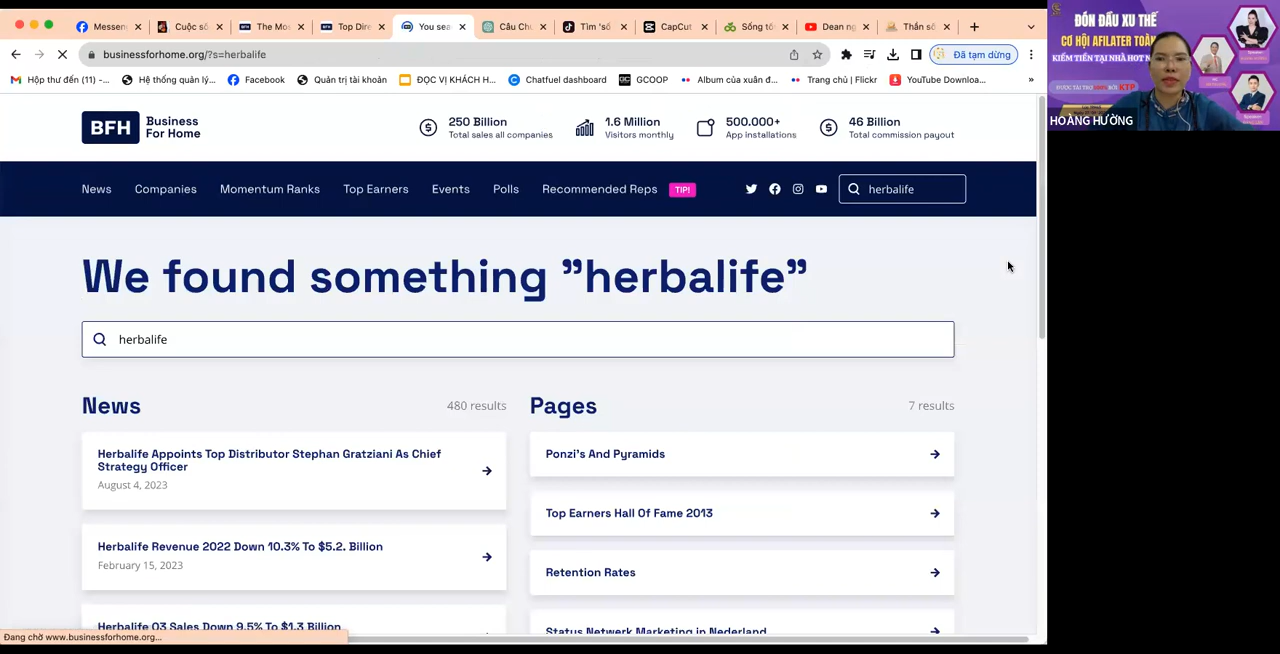 Messen
Cuộc số
The Mos
Top Dire
You sea
Câu Chu
Tìm 'số
CapCut
Sống tố
Dean ng
Thần số
businessforhome.org/?s=herbalife
Đã tạm dừng
Hộp thư đến (11) -...
Hệ thống quản lý...
Facebook
Quản trị tài khoản
ĐỌC VỊ KHÁCH H...
Chatfuel dashboard
GCOOP
Album của xuân đ...
Trang chủ | Flickr
YouTube Downloa...
»
BFH
Business
For Home
250 Billion
Total sales all companies
1.6 Million
Visitors monthly
500.000+
App installations
46 Billion
Total commission payout
News
Companies
Momentum Ranks
Top Earners
Events
Polls
Recommended Reps
TIP!
herbalife
We found something "herbalife"
herbalife
News
480 results
Herbalife Appoints Top Distributor Stephan Gratziani As Chief
Strategy Officer
August 4, 2023
Herbalife Revenue 2022 Down 10.3% To $5.2. Billion
February 15, 2023
Herbalife Q3 Sales Down 9.5% To $1.3 Billion
Pages
7 results
Ponzi's And Pyramids
Top Earners Hall Of Fame 2013
Retention Rates
Status Netwerk Marketing in Nederland
Đang chờ www.businessforhome.org...
ĐÓN ĐẦU XU THẾ
CƠ HỘI AFILATER TOÀN
KIẾM TIỀN TẠI NHÀ HOT
HOÀNG HƯỜNG